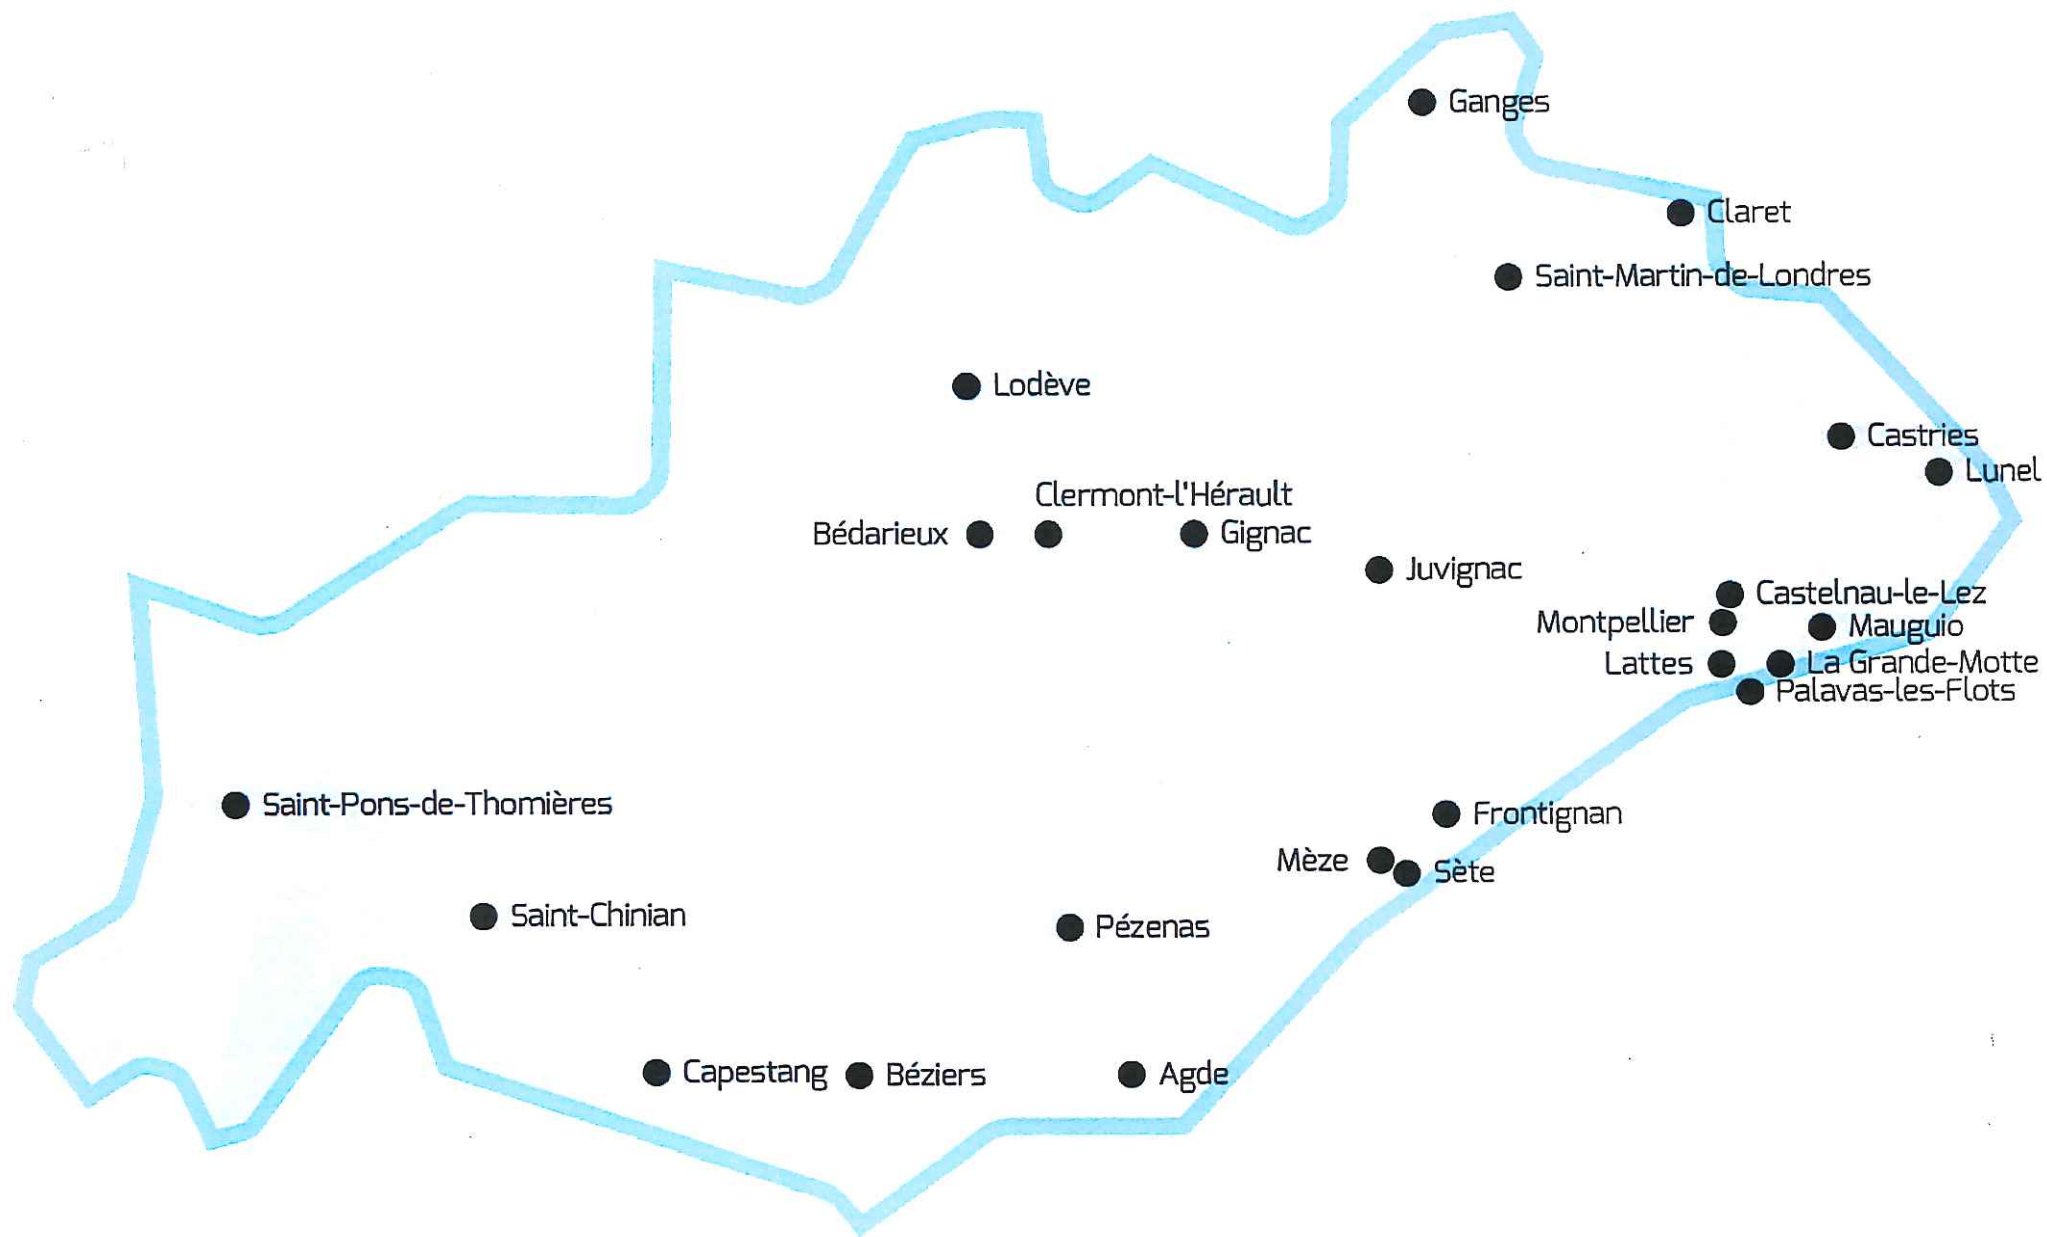 Ganges
Claret
Saint-Martin-de-Londres
Lodève
Castries
Lunel
Clermont-l'Hérault
Bédarieux
Gignac
Juvignac
Castelnau-le-Lez
Montpellier
Mauguio
Lattes
La Grande-Motte
Palavas-les-Flots
Saint-Pons-de-Thomières
Frontignan
Mèze
Sète
Saint-Chinian
Pézenas
Capestang
Béziers
Agde